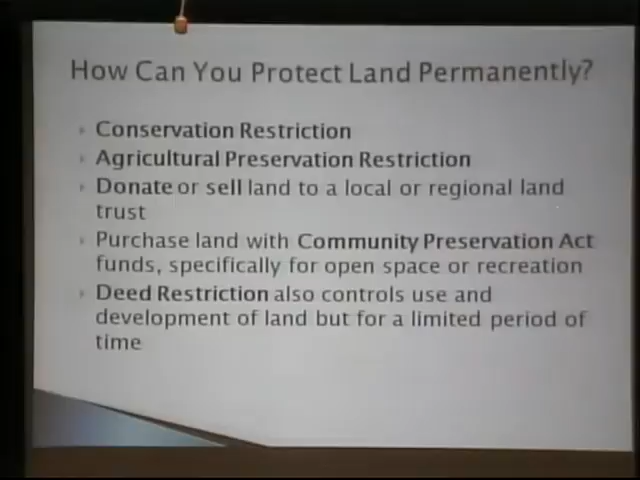 How Can You Protect Land Permanently?
Conservation Restriction
Agricultural Preservation Restriction
Donate or sell land to a local or regional land
trust
Purchase land with Community Preservation Act
funds, specifically for open space or recreation
Deed Restriction also controls use and
development of land but for a limited period of
time